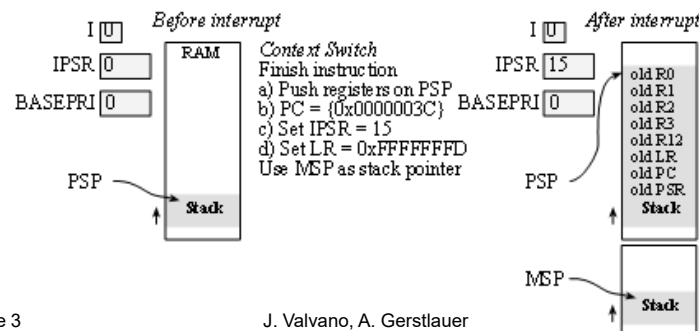 Before interrupt
I 0
IPSR 0
BASEPRI 0
RAM
PSP
Stack
Context Switch
Finish instruction
a) Push registers on PSP
b) PC = {0x0000003C}
c) Set IPSR = 15
d) Set LR = 0xFFFFFFFD
Use MSP as stack pointer
After interrupt
I 0
IPSR 15
BASEPRI 0
old R0
old R1
old R2
old R3
old R12
old LR
old PC
old PSR
PSP
Stack
MSP
Stack
e 3
J. Valvano, A. Gerstlauer